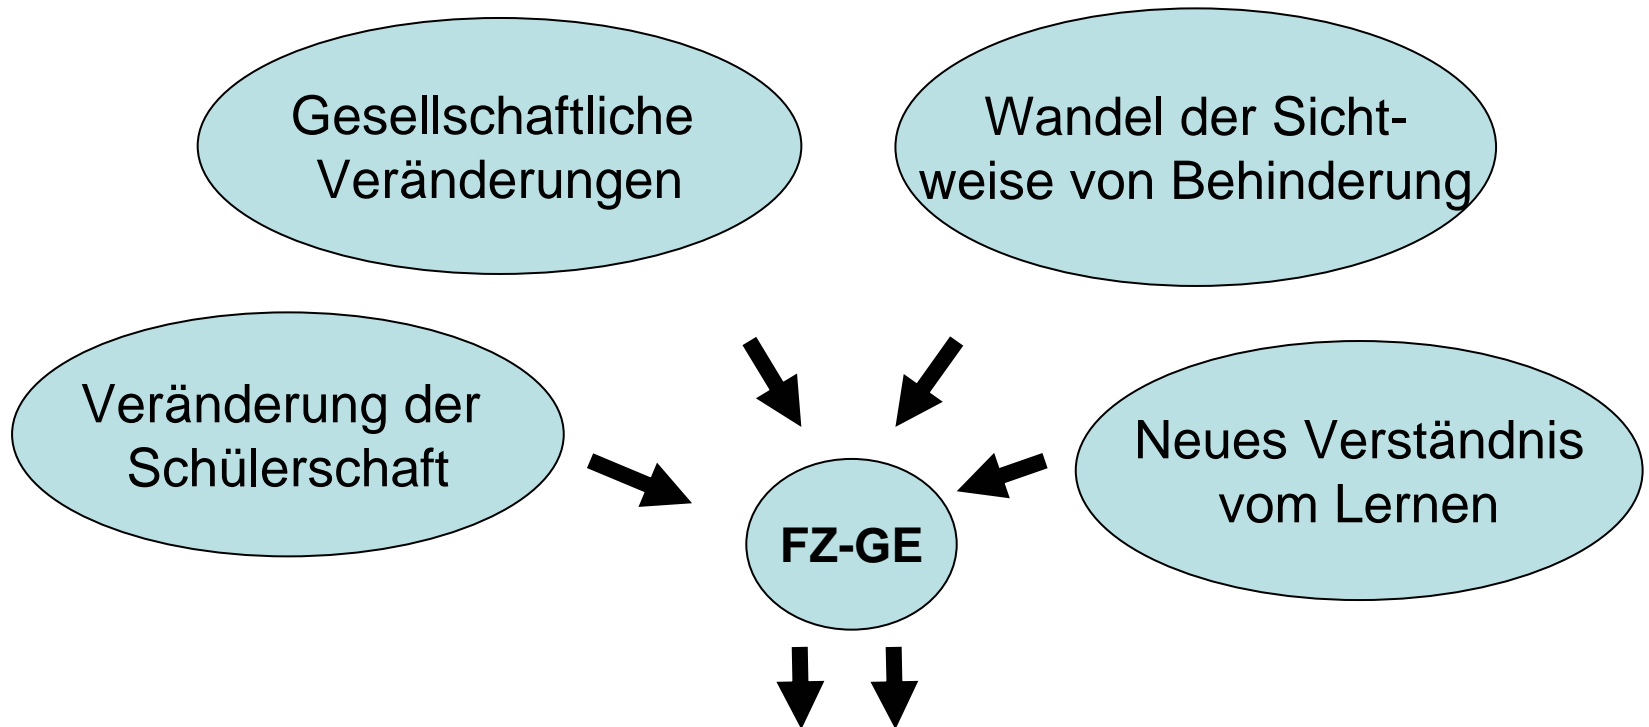 Gesellschaftliche
Veränderungen
Wandel der Sicht-
weise von Behinderung
Veränderung der
Schülerschaft
Neues Verständnis
vom Lernen
FZ-GE